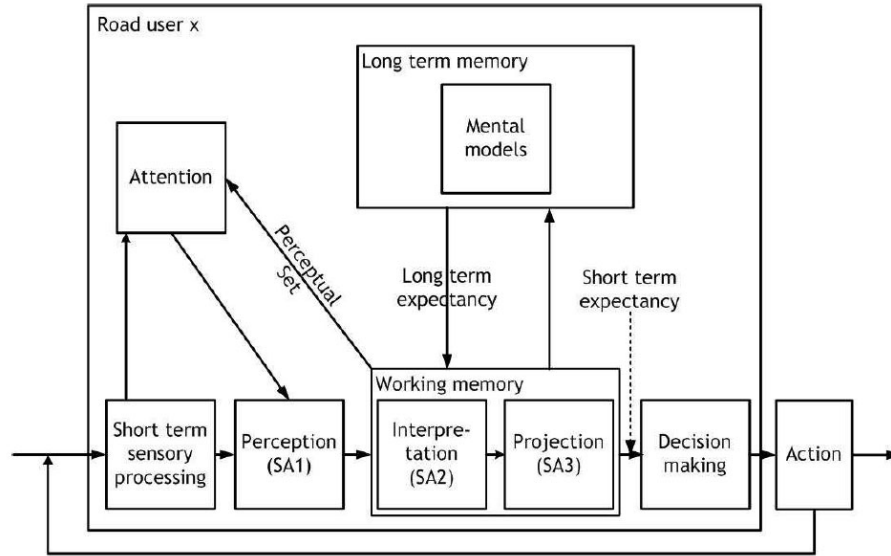 Road user x
Long term memory
Mental
models
Attention
Perceptual
Set
Long term
expectancy
Short term
expectancy
Working memory
Short term
sensory
processing
Perception
(SA1)
Interpre-
tation (SA2)
Projection
(SA3)
Decision
making
Action